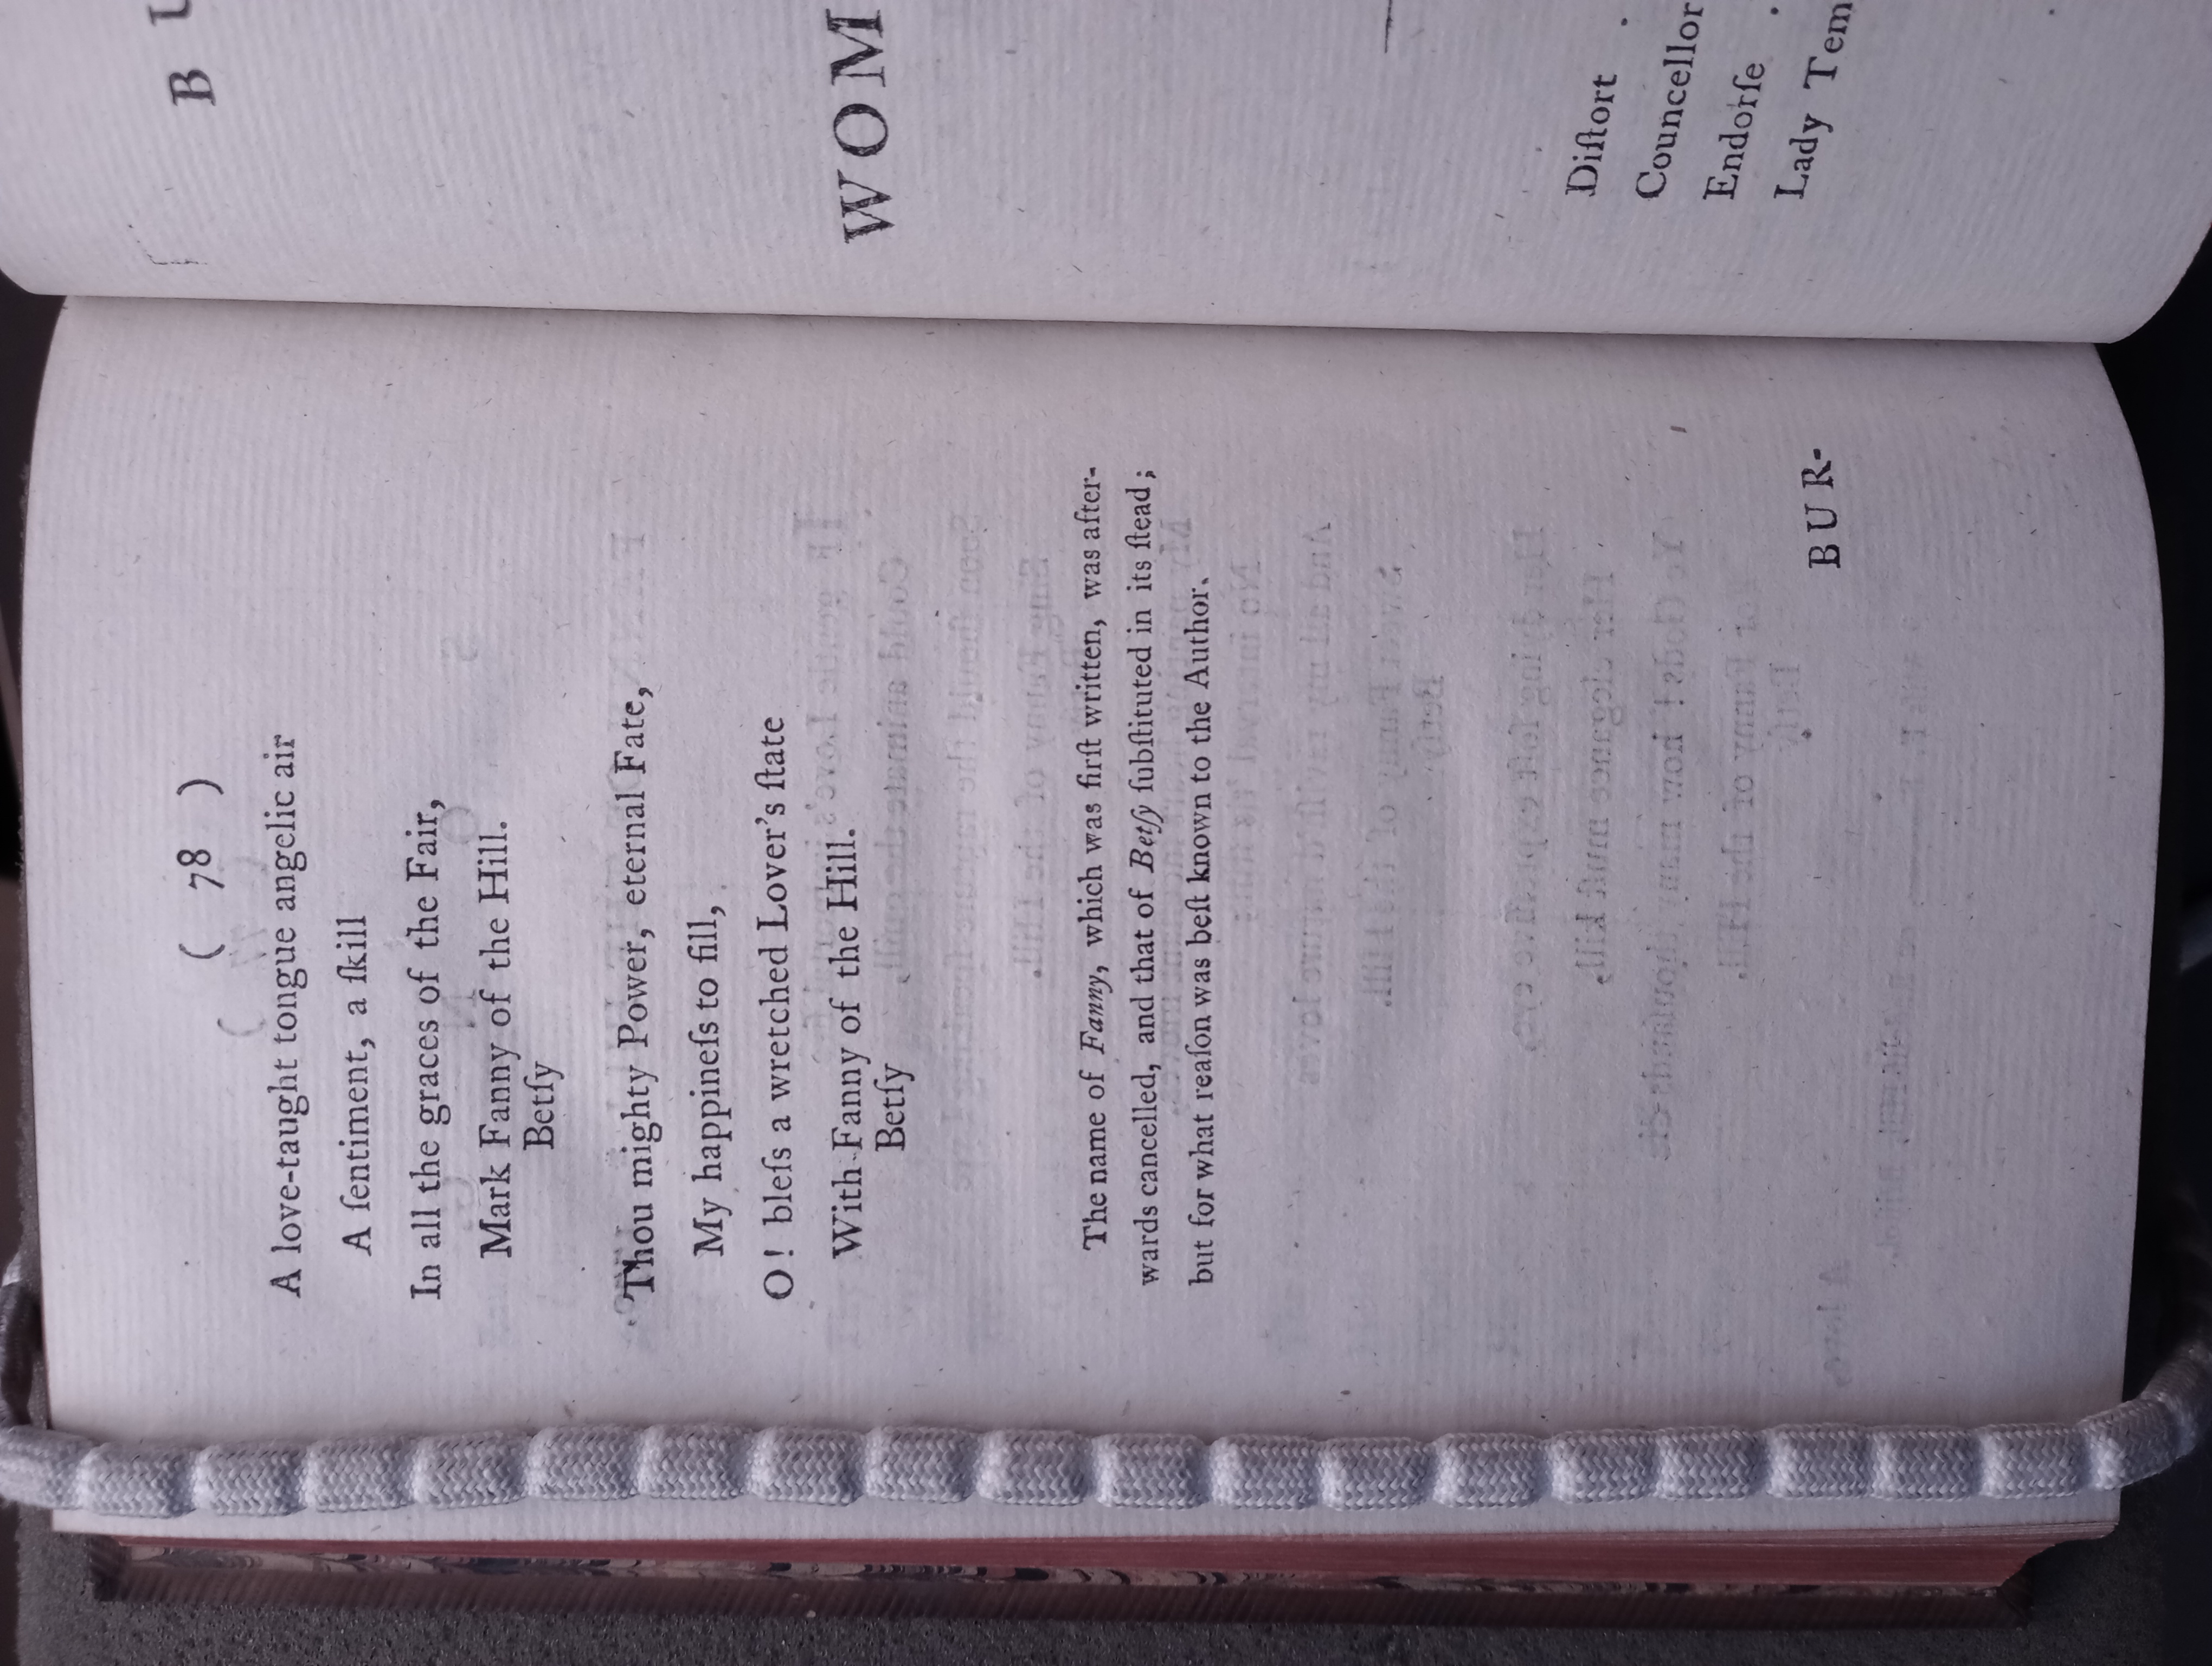 ( 78 )
A love-taught tongue angelic air
A ſentiment, a ſkill
In all the graces of the Fair,
Mark Fanny of the Hill.
Betſy
Thou mighty Power, eternal Fate,
My happineſs to fill,
O! bleſs a wretched Lover's ſtate
With Fanny of the Hill.
Betſy
The name of Fanny, which was firſt written, was after-
wards cancelled, and that of Betſy ſubſtituted in its ſtead;
but for what reaſon was beſt known to the Author.
BUR-
B U
WOM
Diſtort
Councellor
Endorſe
Lady Tem